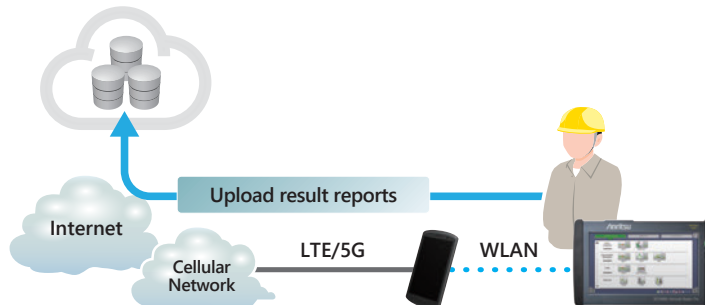 Upload result reports
Internet
LTE/5G
WLAN
Cellular
Network
Anritsu